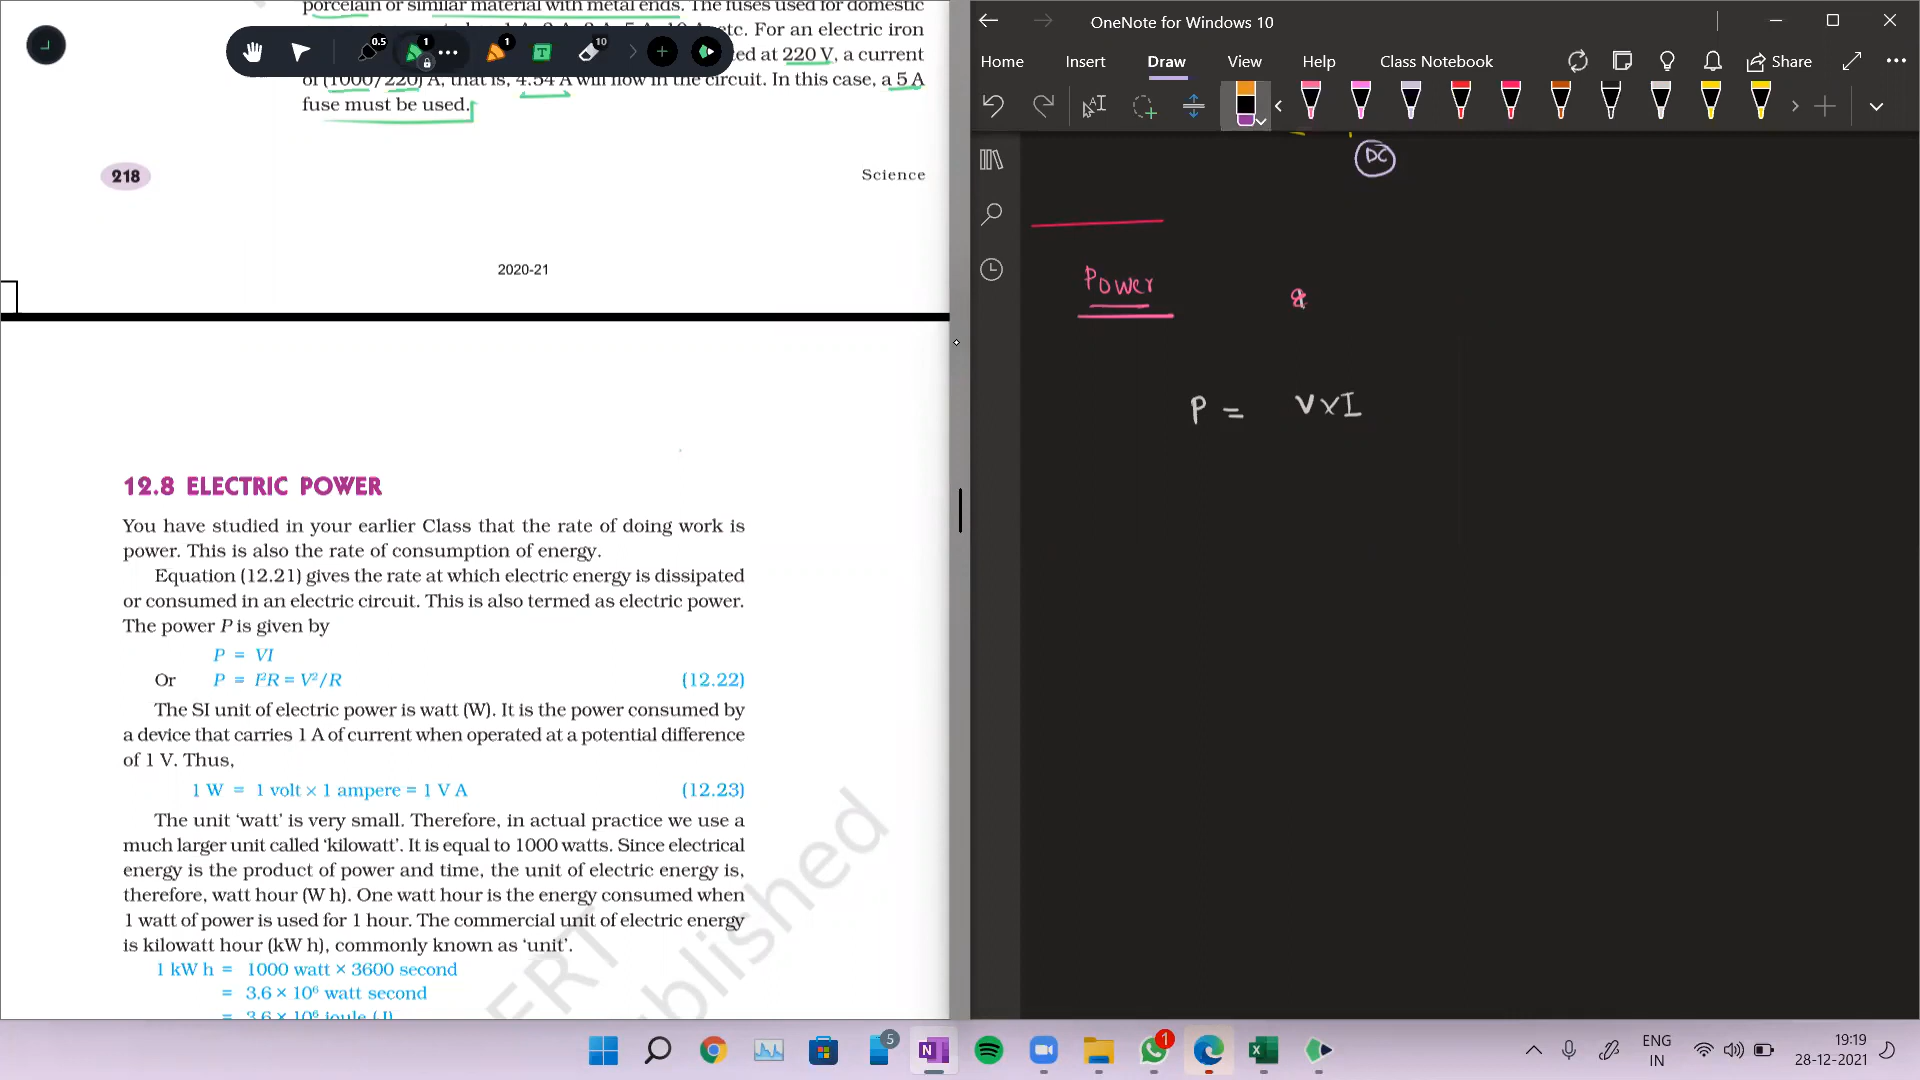 porcelain or similar material with metal ends. The fuses used for domestic
etc. For an electric iron
ed at 220 V, a current
of (1000/220) A, that is, 4.54 A will flow in the circuit. In this case, a 5 A
fuse must be used.
218
Science
2020-21
12.8 ELECTRIC POWER
You have studied in your earlier Class that the rate of doing work is
power. This is also the rate of consumption of energy.
Equation (12.21) gives the rate at which electric energy is dissipated
or consumed in an electric circuit. This is also termed as electric power.
The power P is given by
P = VI
Or P = I²R = V²/R (12.22)
The SI unit of electric power is watt (W). It is the power consumed by
a device that carries 1 A of current when operated at a potential difference
of 1 V. Thus,
1 W = 1 volt × 1 ampere = 1 V A (12.23)
The unit ‘watt’ is very small. Therefore, in actual practice we use a
much larger unit called ‘kilowatt’. It is equal to 1000 watts. Since electrical
energy is the product of power and time, the unit of electric energy is,
therefore, watt hour (W h). One watt hour is the energy consumed when
1 watt of power is used for 1 hour. The commercial unit of electric energy
is kilowatt hour (kW h), commonly known as ‘unit’.
1 kW h = 1000 watt × 3600 second
= 3.6 × 10⁶ watt second
= 3.6 × 10⁶ joule (J)
ERT
blished
0.5
1
1
10
T
OneNote for Windows 10
Home Insert Draw View Help Class Notebook Share
DC
Power
P = V×I
5
1
ENG
IN
19:19
28-12-2021